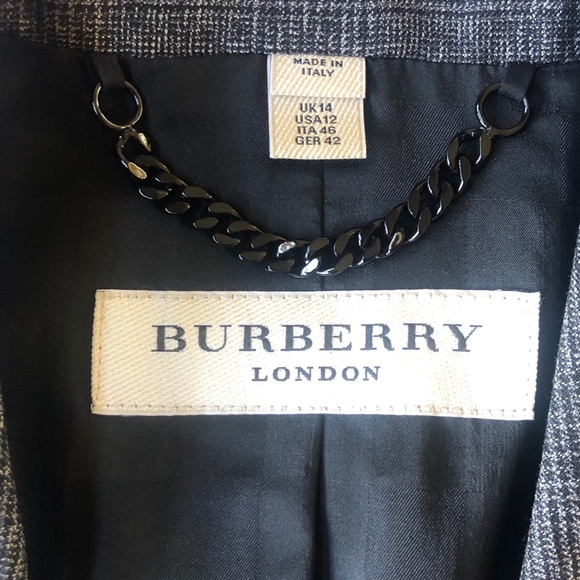 MADE IN
ITALY
UK14
USA12
ITA 46
GER 42
BURBERRY
LONDON